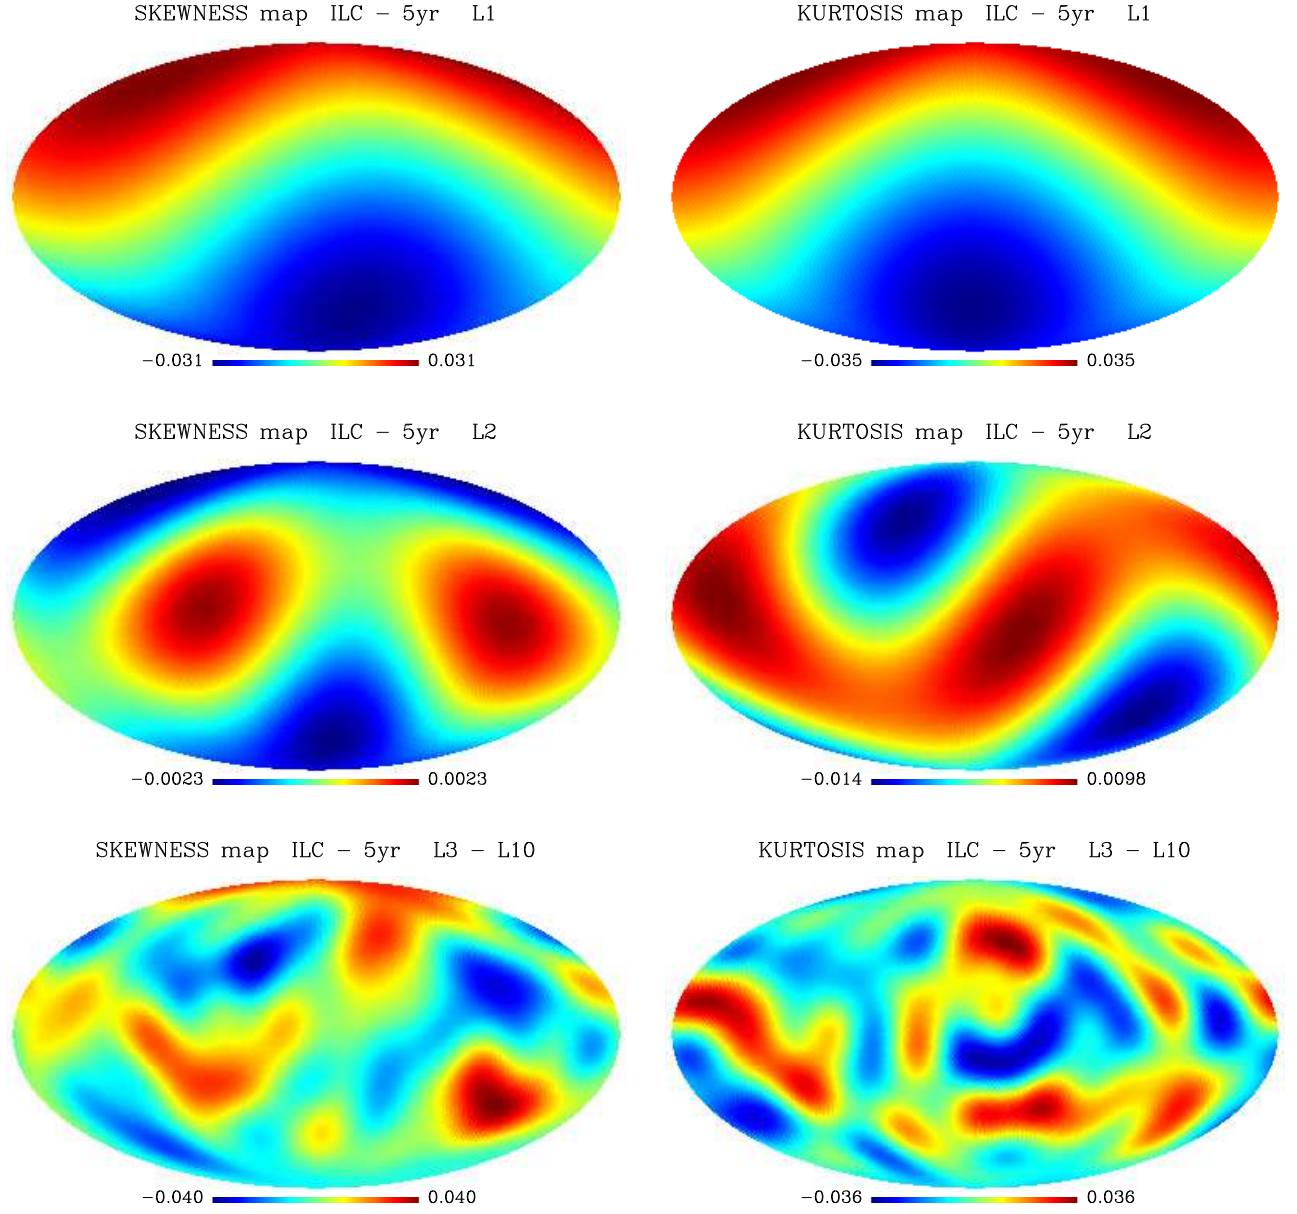 SKEWNESS map ILC − 5yr L1
KURTOSIS map ILC − 5yr L1
−0.031 0.031
−0.035 0.035
SKEWNESS map ILC − 5yr L2
KURTOSIS map ILC − 5yr L2
−0.0023 0.0023
−0.014 0.0098
SKEWNESS map ILC − 5yr L3 − L10
KURTOSIS map ILC − 5yr L3 − L10
−0.040 0.040
−0.036 0.036